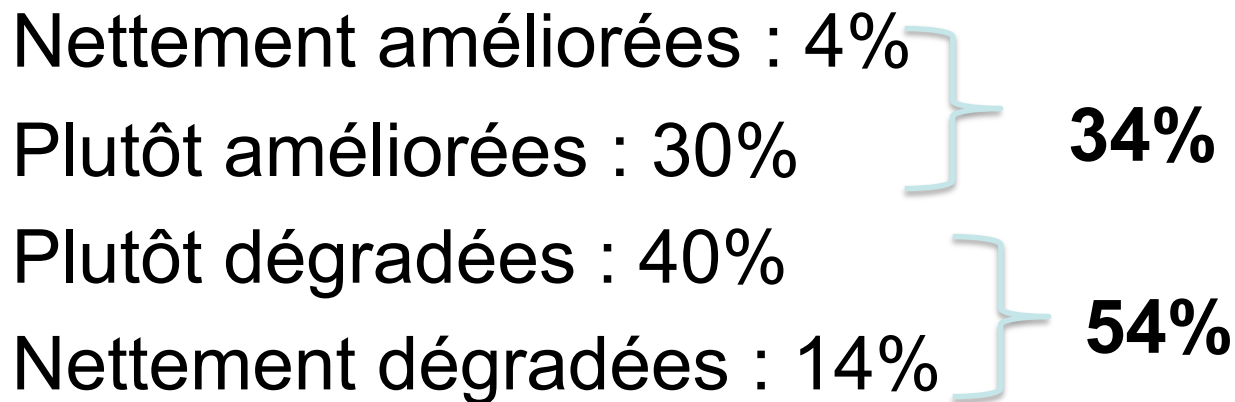 Nettement améliorées : 4%
Plutôt améliorées : 30%
34%
Plutôt dégradées : 40%
Nettement dégradées : 14%
54%